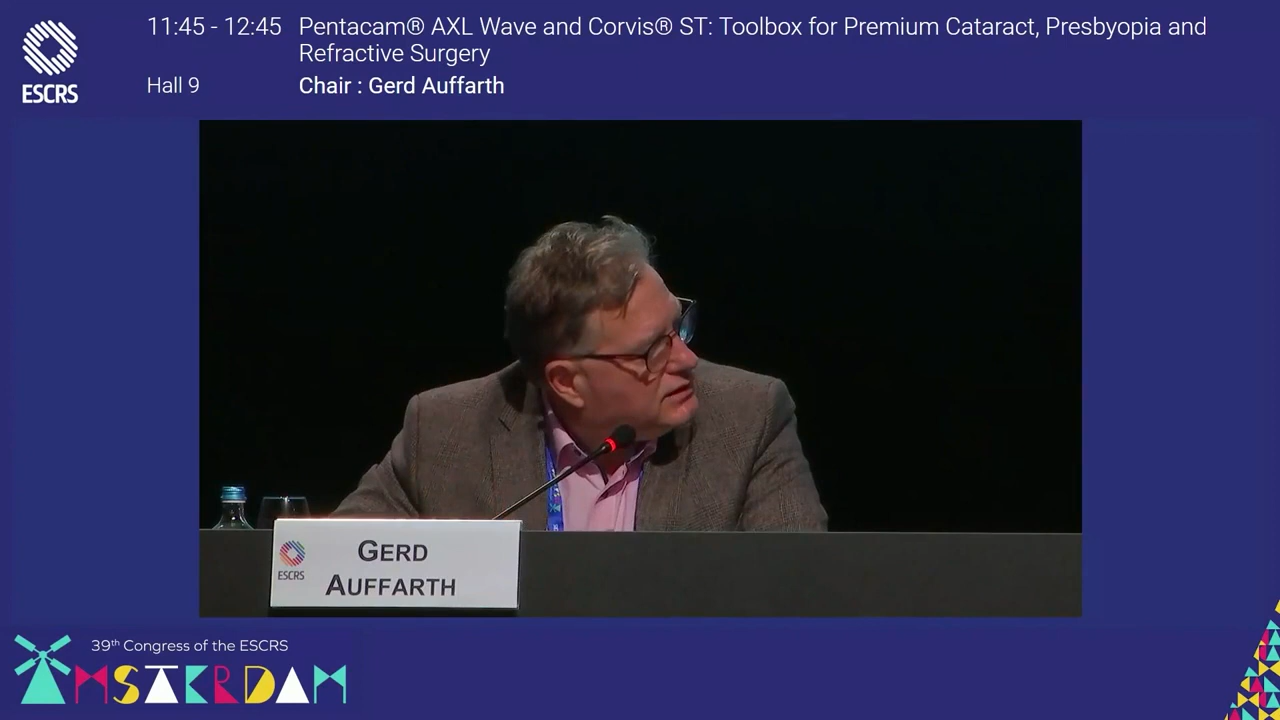 ESCRS
11:45 - 12:45 Pentacam® AXL Wave and Corvis® ST: Toolbox for Premium Cataract, Presbyopia and
Refractive Surgery
Hall 9 Chair : Gerd Auffarth
GERD
AUFFARTH
ESCRS
39th Congress of the ESCRS
AMSTERDAM